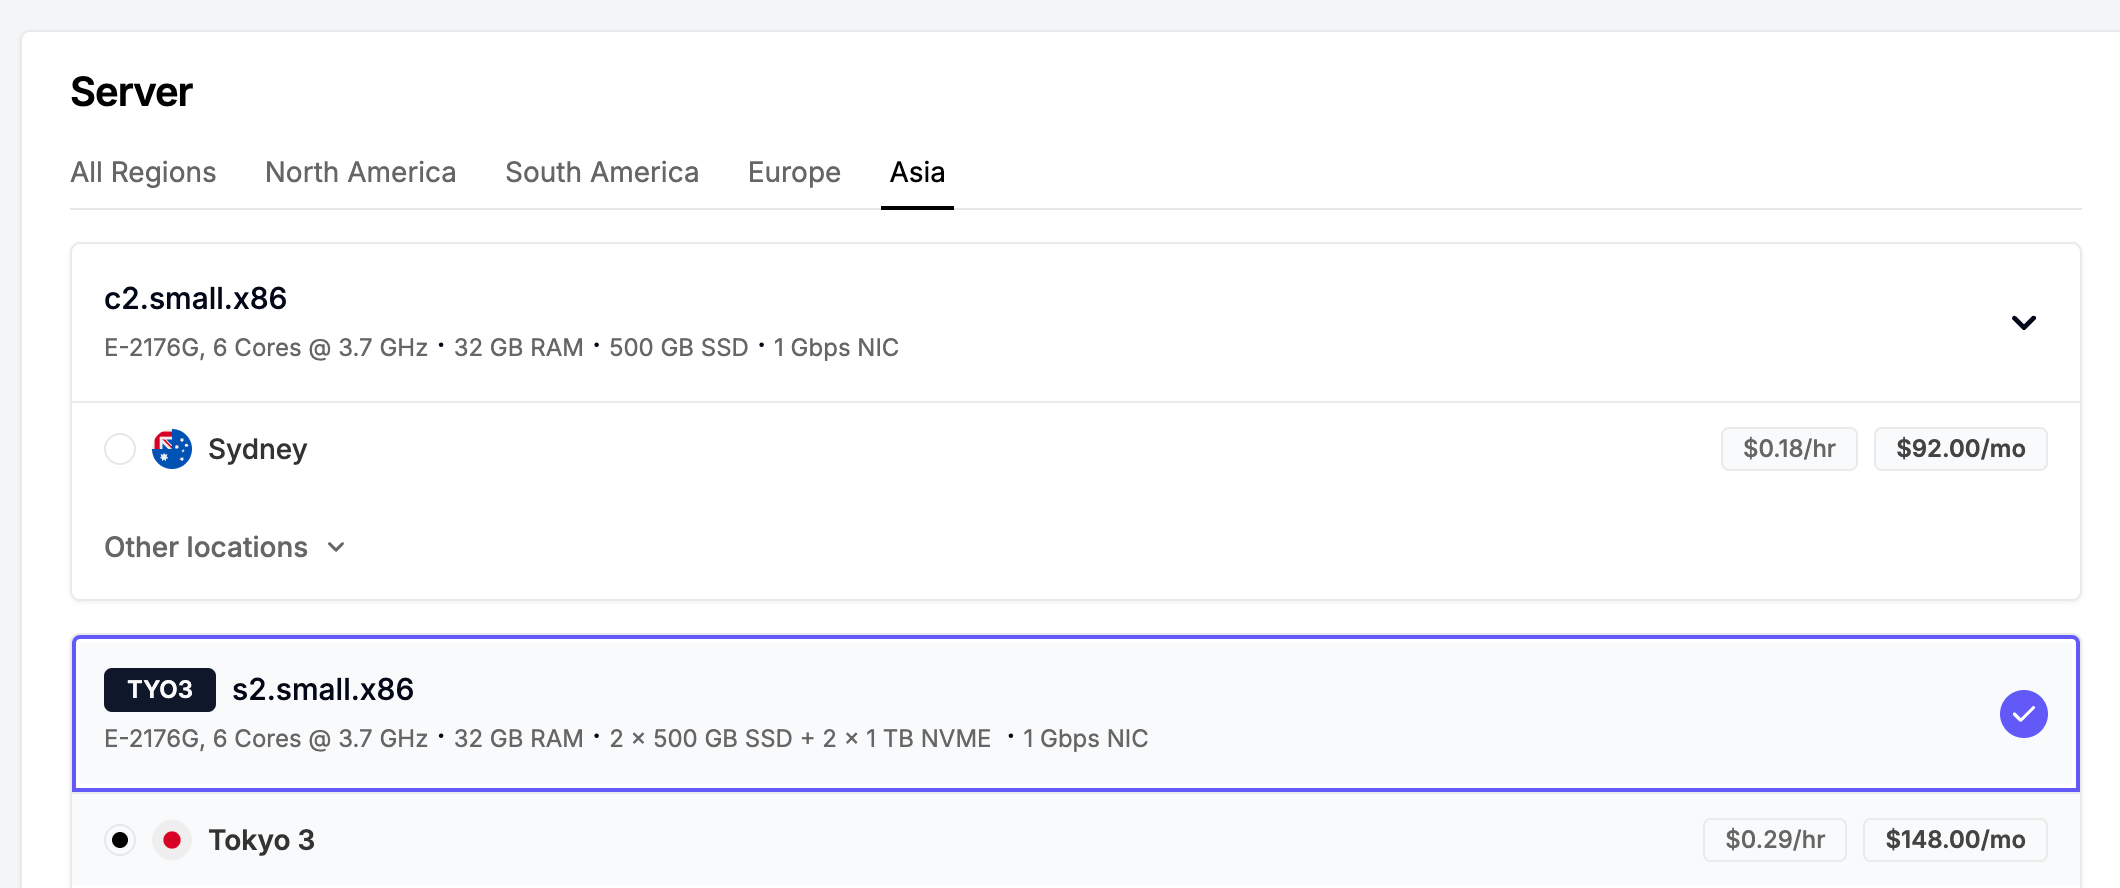 Server
All Regions North America South America Europe Asia
c2.small.x86
E-2176G, 6 Cores @ 3.7 GHz · 32 GB RAM · 500 GB SSD · 1 Gbps NIC
Sydney $0.18/hr $92.00/mo
Other locations
TYO3 s2.small.x86
E-2176G, 6 Cores @ 3.7 GHz · 32 GB RAM · 2 × 500 GB SSD + 2 × 1 TB NVME · 1 Gbps NIC
Tokyo 3 $0.29/hr $148.00/mo